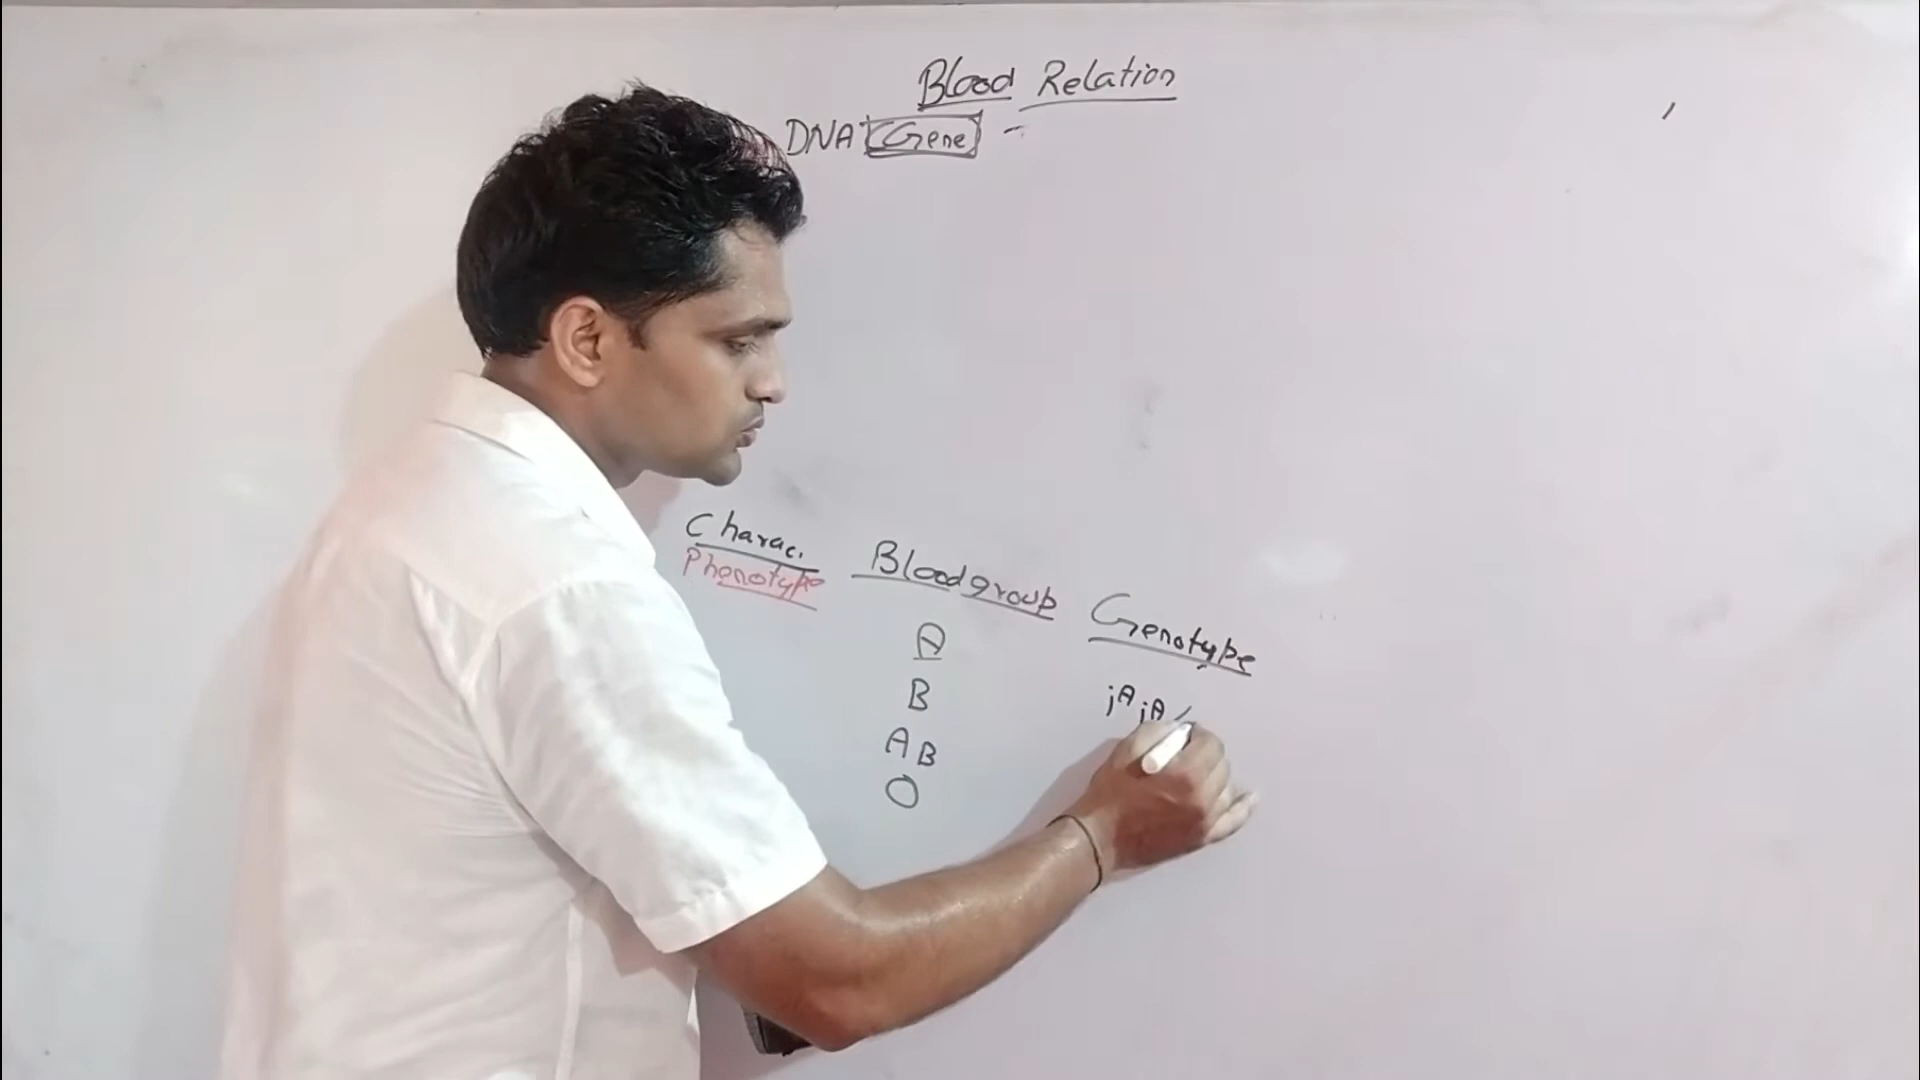 Blood Relation
DNA Gene -
Charac. Bloodgroup Genotype
Phenotype
A
B
AB
O
iA iA /